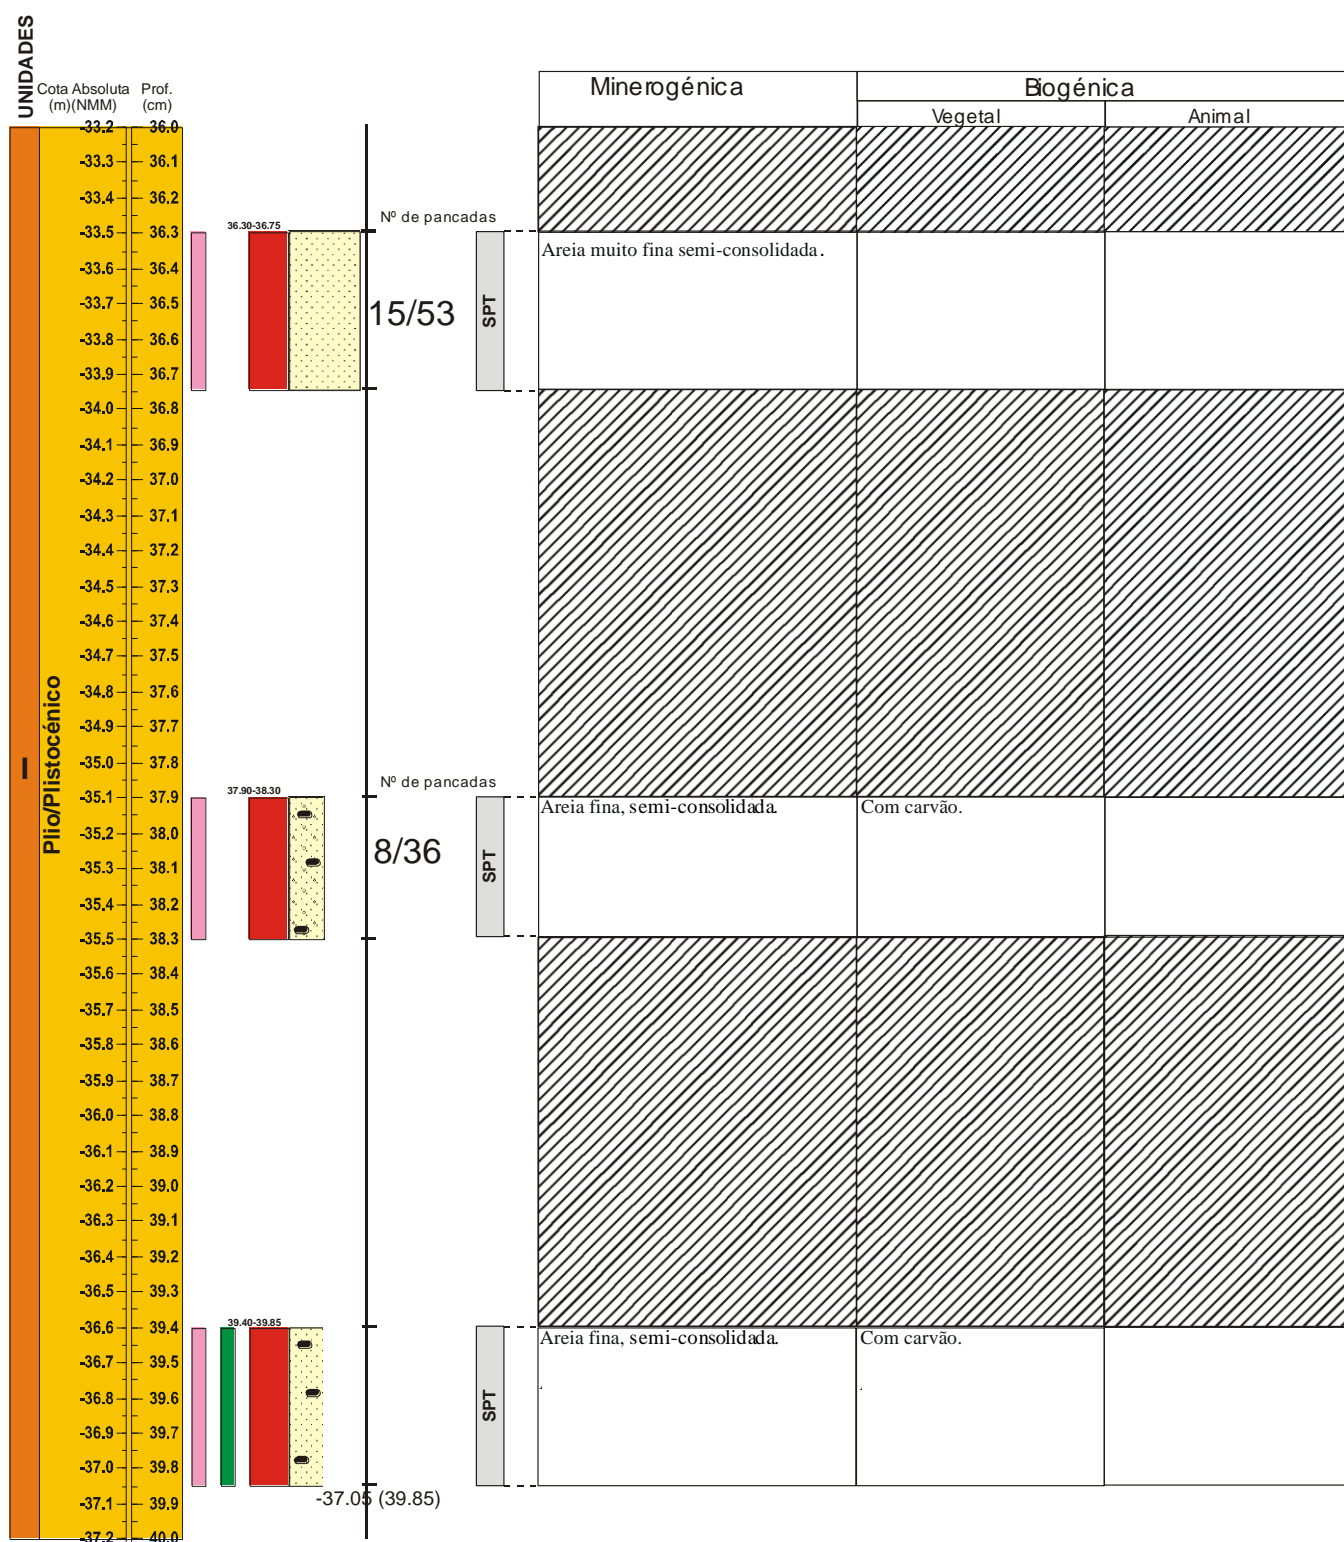 UNIDADES
Cota Absoluta
(m)(NMM)
Prof.
(cm)
Minerogénica
Biogénica
Vegetal
Animal
-33.2 36.0
-33.3 36.1
-33.4 36.2
-33.5 36.3
-33.6 36.4
-33.7 36.5
-33.8 36.6
-33.9 36.7
-34.0 36.8
-34.1 36.9
-34.2 37.0
-34.3 37.1
-34.4 37.2
-34.5 37.3
-34.6 37.4
-34.7 37.5
-34.8 37.6
-34.9 37.7
-35.0 37.8
-35.1 37.9
-35.2 38.0
-35.3 38.1
-35.4 38.2
-35.5 38.3
-35.6 38.4
-35.7 38.5
-35.8 38.6
-35.9 38.7
-36.0 38.8
-36.1 38.9
-36.2 39.0
-36.3 39.1
-36.4 39.2
-36.5 39.3
-36.6 39.4
-36.7 39.5
-36.8 39.6
-36.9 39.7
-37.0 39.8
-37.1 39.9
-37.2 40.0
I
Plio/Plistocénico
36.30-36.75
Nº de pancadas
15/53
SPT
Areia muito fina semi-consolidada.
37.90-38.30
Nº de pancadas
8/36
SPT
Areia fina, semi-consolidada.
Com carvão.
39.40-39.85
SPT
Areia fina, semi-consolidada.
Com carvão.
-37.05 (39.85)